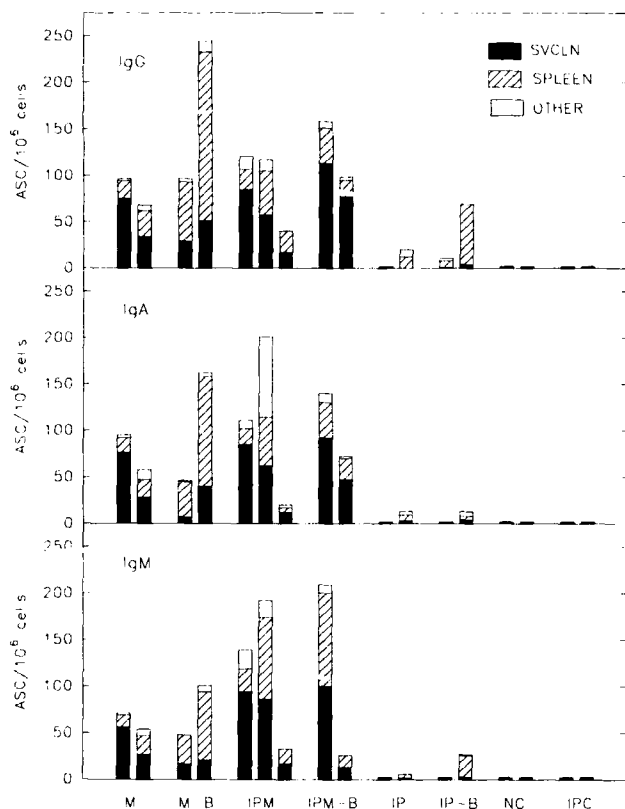 250
IgG
SVCLN
200
SPLEEN
OTHER
150
ASC/10⁶ cells
100
50
0
IgA
200
150
ASC/10⁶ cells
100
50
0
250
IgM
200
150
ASC/10⁶ cells
100
50
0
M M B IPM IPM-B IP IP-B NC IPC